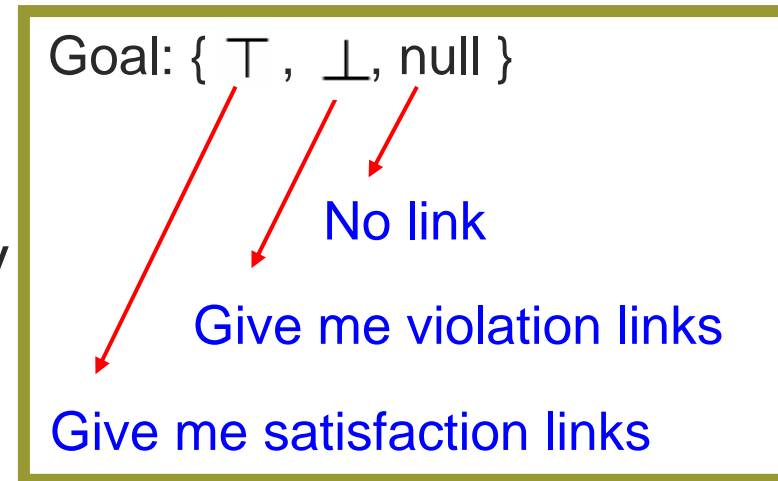 Goal: { ⊤ , ⊥, null }
No link
y
Give me violation links
Give me satisfaction links